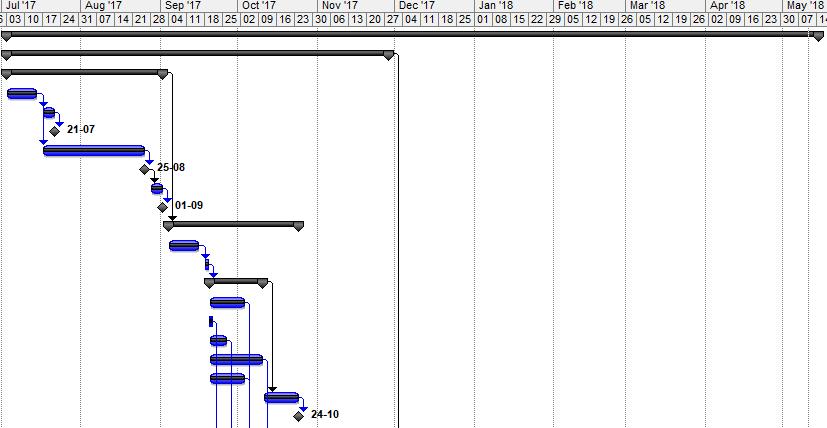 Jul '17 Aug '17 Sep '17 Oct '17 Nov '17 Dec '17 Jan '18 Feb '18 Mar '18 Apr '18 May '18
03 10 17 24 31 07 14 21 28 04 11 18 25 02 09 16 23 30 06 13 20 27 04 11 18 25 01 08 15 22 29 05 12 19 26 05 12 19 26 02 09 16 23 30 07 14
21-07
25-08
01-09
24-10